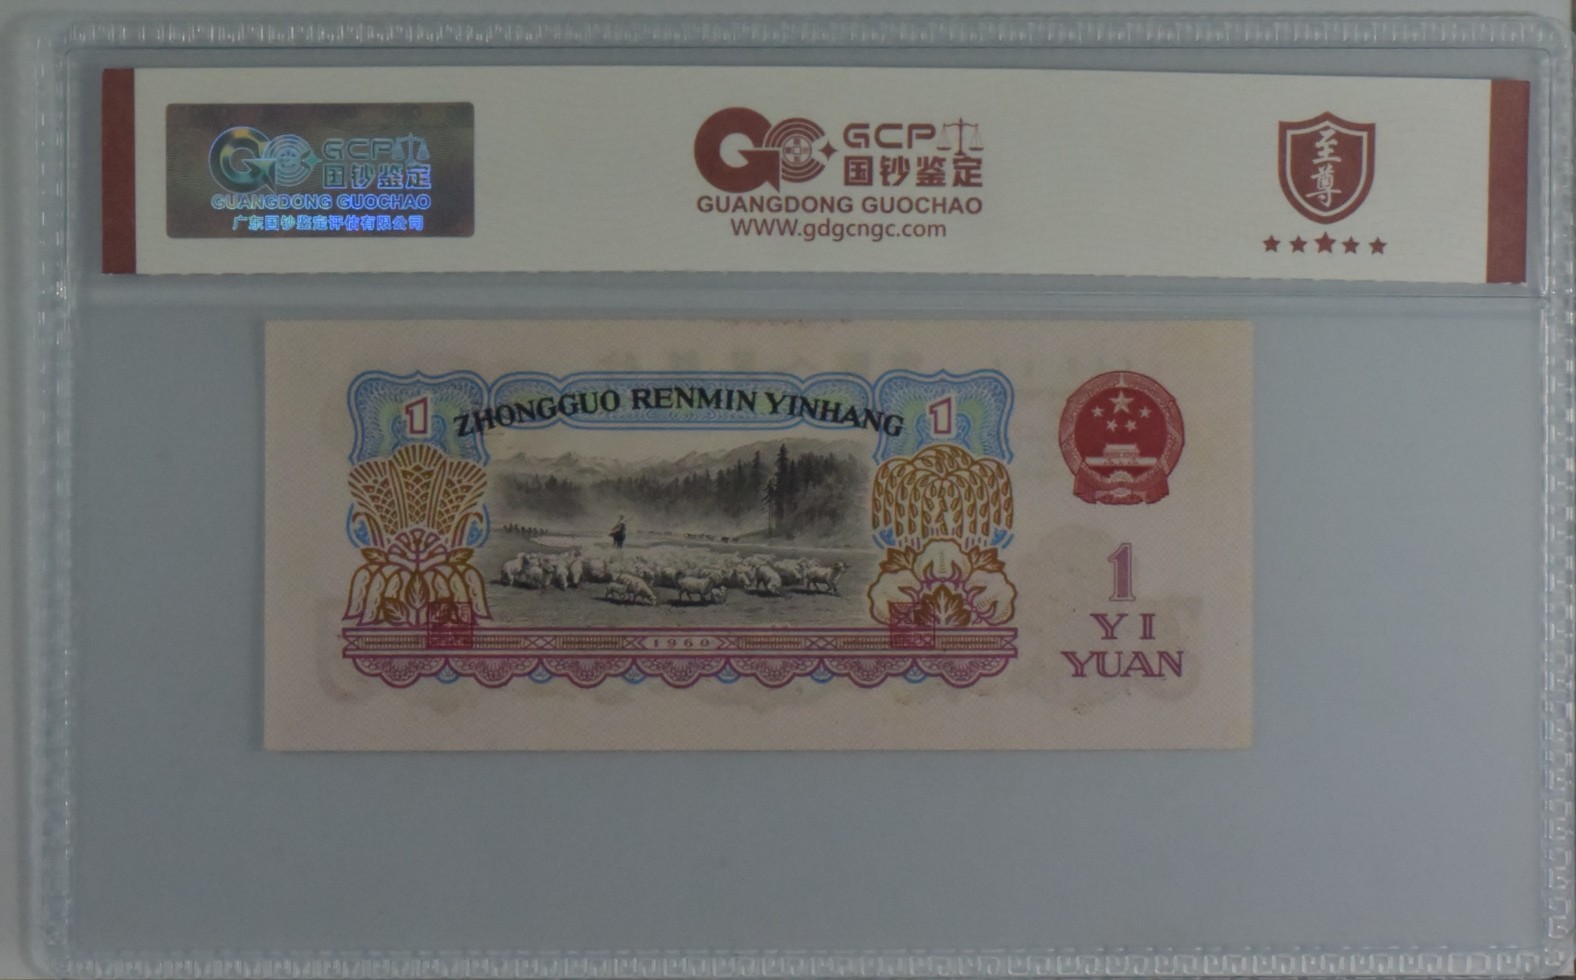 GCP
国钞鉴定
GUANGDONG GUOCHAO
广东国钞鉴定评估有限公司
GCP
国钞鉴定
GUANGDONG GUOCHAO
WWW.gdgcngc.com
至尊
1 ZHONGGUO RENMIN YINHANG 1
1960
1
YI
YUAN